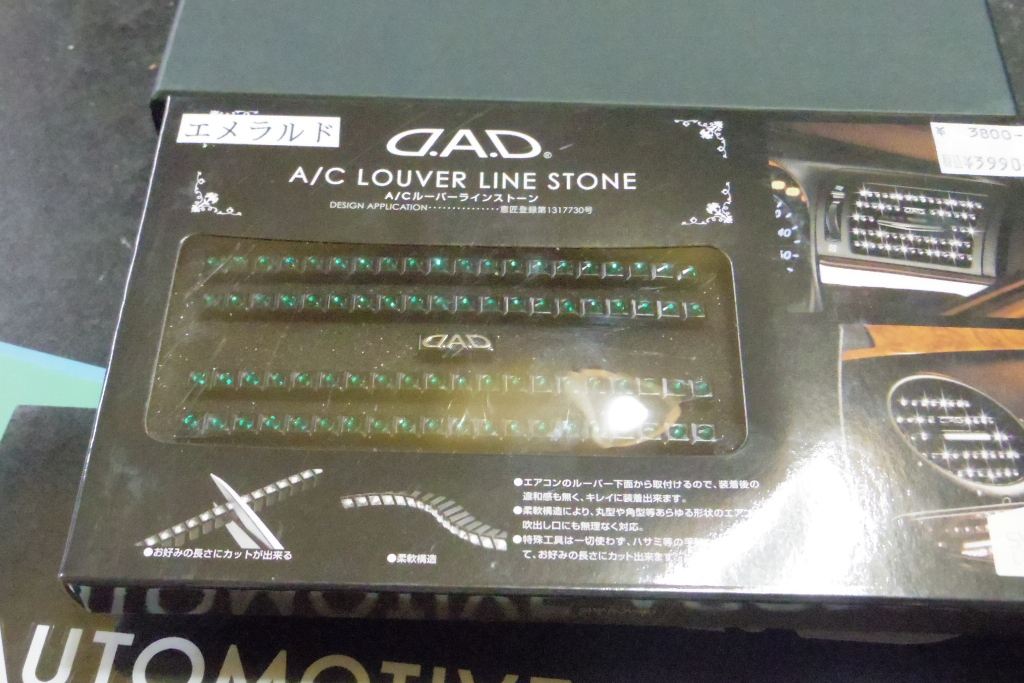 エメラルド
D.A.D®
A/C LOUVER LINE STONE
A/Cルーバーラインストーン
DESIGN APPLICATION・・・・・・・・・・・・・・・意匠登録第1317730号
¥ 3800-
¥3990
D.A.D
●お好みの長さにカットが出来る
●柔軟構造
●エアコンのルーバー下面から取付けるので、装着後の
違和感も無く、キレイに装着出来ます。
●柔軟構造により、丸型や角型等あらゆる形状のエアコン
吹出し口にも無理なく対応。
●特殊工具は一切使わず、ハサミ等の
て、お好みの長さにカット出来ます。
AUTOMOTIVE